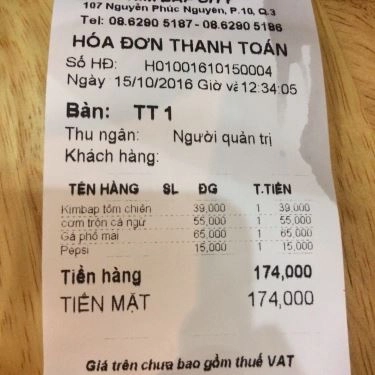 CITY
107 Nguyễn Phúc Nguyên, P.10, Q.3
Tel: 08.6290 5187 - 08.6290 5186
HÓA ĐƠN THANH TOÁN
Số HĐ: H01001610150004
Ngày 15/10/2016 Giờ và 12:34:05
Bàn: TT 1
Thu ngân: Người quản trị
Khách hàng:
TÊN HÀNG SL ĐG T.TIỀN
Kimbap tôm chiên 39,000 1 39,000
cơm trộn cá ngừ 55,000 1 55,000
Gà phô mai 65,000 1 65,000
Pepsi 15,000 1 15,000
Tiền hàng 174,000
TIỀN MẶT 174,000
Giá trên chưa bao gồm thuế VAT